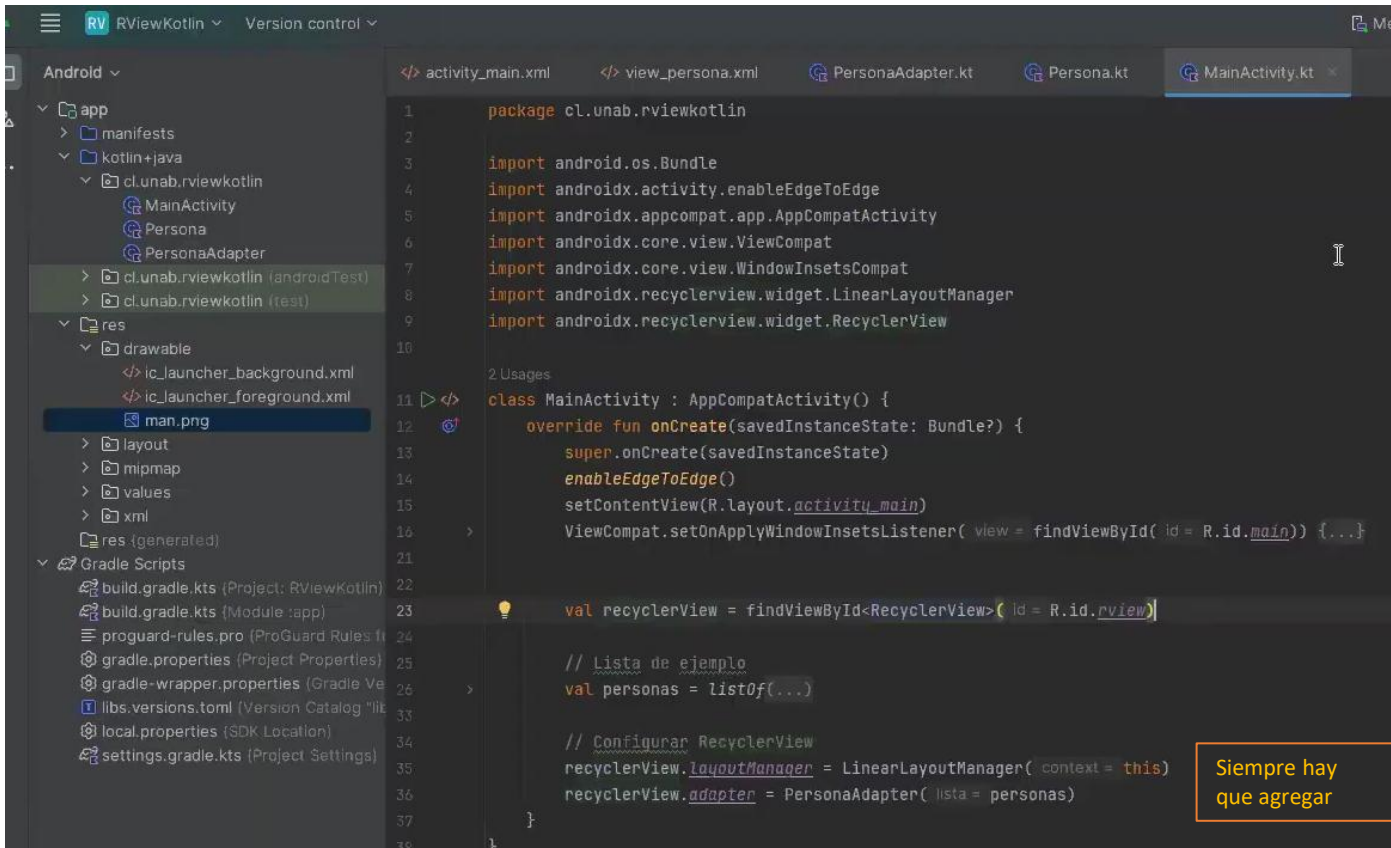 RV RViewKotlin Version control
Android
app
manifests
kotlin+java
cl.unab.rviewkotlin
MainActivity
Persona
PersonaAdapter
cl.unab.rviewkotlin (androidTest)
cl.unab.rviewkotlin (test)
res
drawable
ic_launcher_background.xml
ic_launcher_foreground.xml
man.png
layout
mipmap
values
xml
res (generated)
Gradle Scripts
build.gradle.kts (Project: RViewKotlin)
build.gradle.kts (Module :app)
proguard-rules.pro (ProGuard Rules
gradle.properties (Project Properties)
gradle-wrapper.properties (Gradle
libs.versions.toml (Version Catalog
local.properties (SDK Location)
settings.gradle.kts (Project Settings)
activity_main.xml view_persona.xml PersonaAdapter.kt Persona.kt MainActivity.kt
1 package cl.unab.rviewkotlin
2
3 import android.os.Bundle
4 import androidx.activity.enableEdgeToEdge
5 import androidx.appcompat.app.AppCompatActivity
6 import androidx.core.view.ViewCompat
7 import androidx.core.view.WindowInsetsCompat
8 import androidx.recyclerview.widget.LinearLayoutManager
9 import androidx.recyclerview.widget.RecyclerView
10
2 Usages
11 class MainActivity : AppCompatActivity() {
12 override fun onCreate(savedInstanceState: Bundle?) {
13 super.onCreate(savedInstanceState)
14 enableEdgeToEdge()
15 setContentView(R.layout.activity_main)
16 ViewCompat.setOnApplyWindowInsetsListener( view = findViewById( id = R.id.main)) {...}
21
22
23 val recyclerView = findViewById<RecyclerView>( id = R.id.rview)
24
25 // Lista de ejemplo
26 val personas = listOf(...)
33
34 // Configurar RecyclerView
35 recyclerView.layoutManager = LinearLayoutManager( context = this)
36 recyclerView.adapter = PersonaAdapter( lista = personas)
37 }
38 }
Siempre hay
que agregar